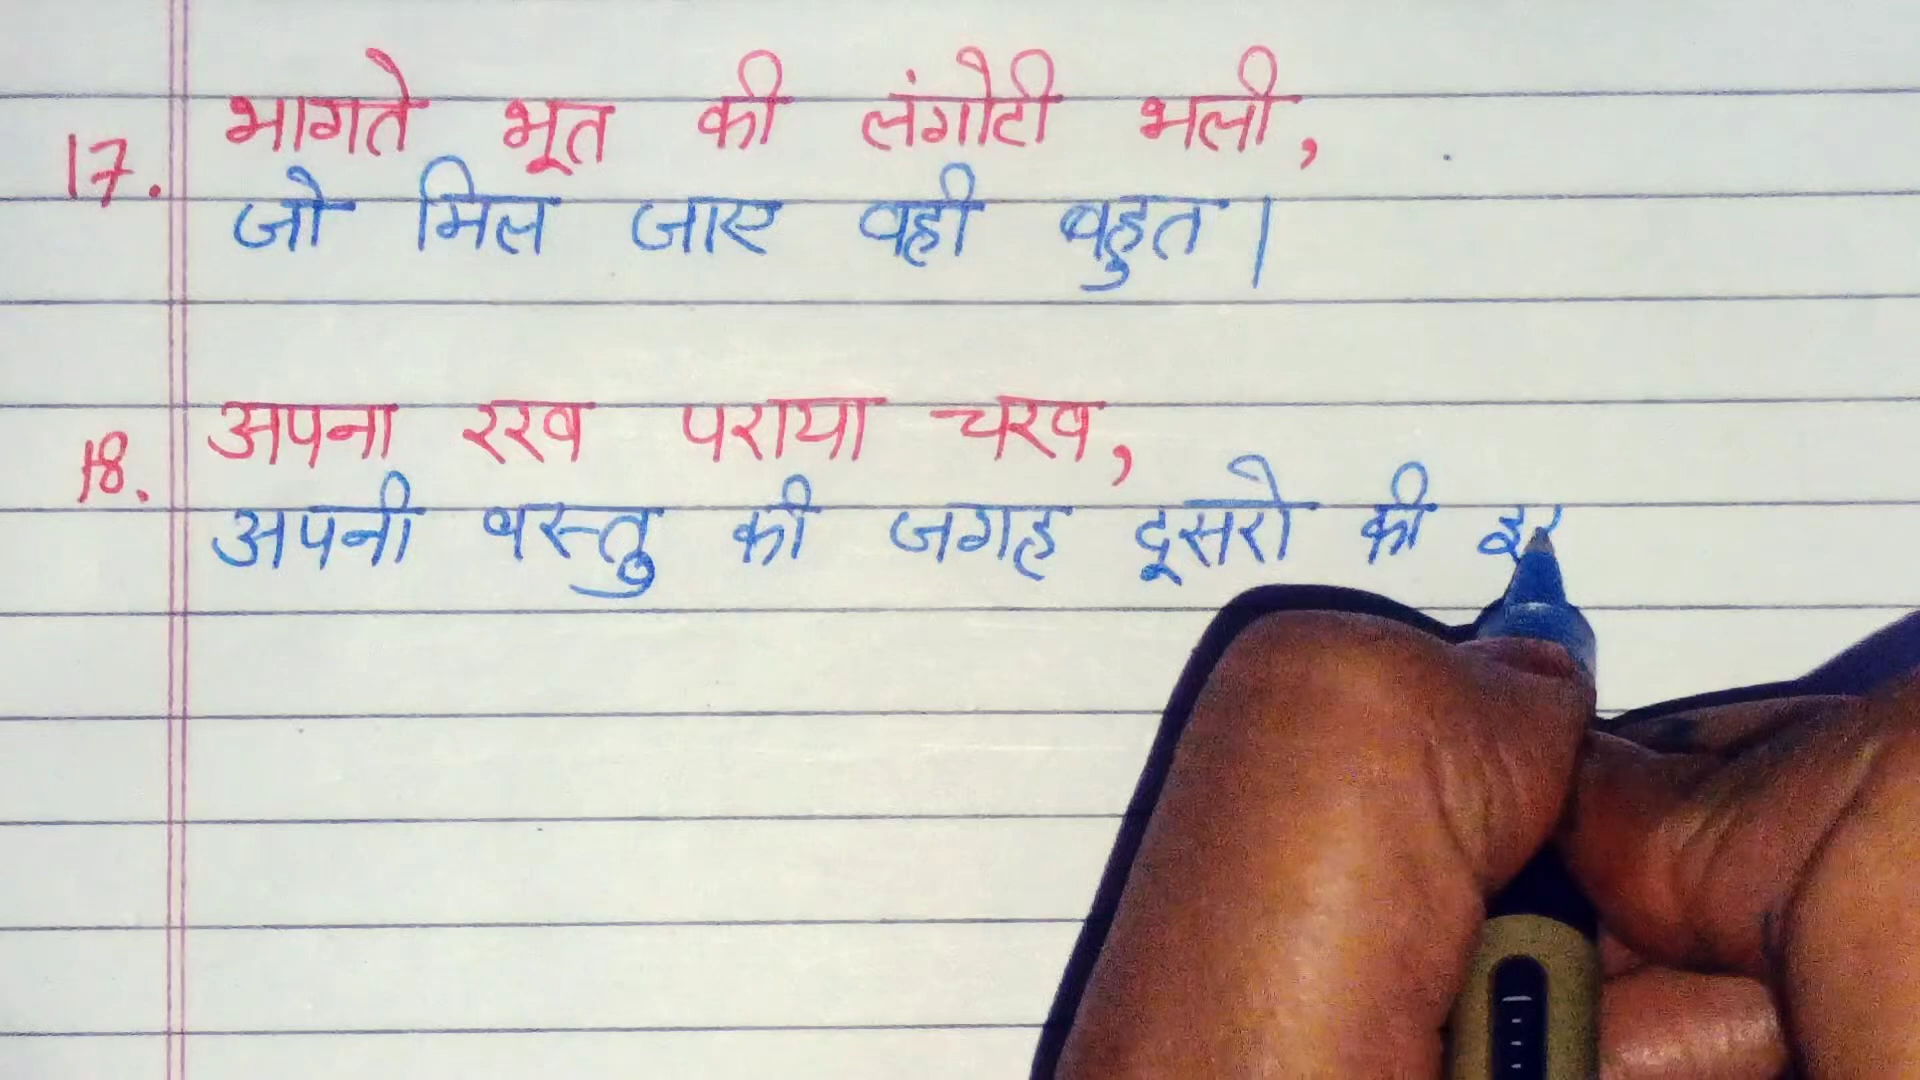 17. भागते भूत की लंगोटी भली,
जो मिल जाए वही बहुत।
18. अपना रख पराया चख,
अपनी वस्तु की जगह दूसरो की